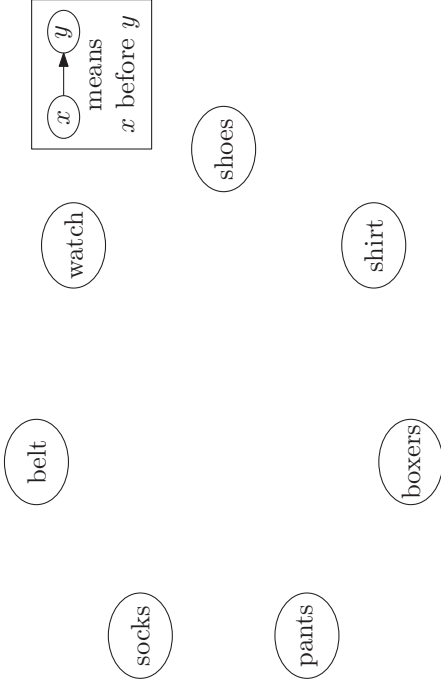 belt
watch
x y
means
x before y
socks
shoes
pants
shirt
boxers